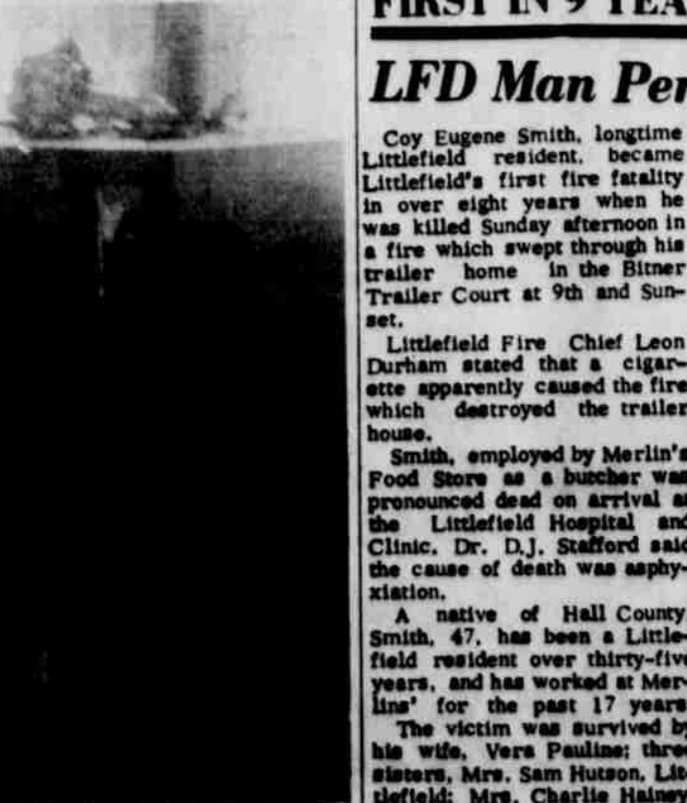 FIRST IN 9 YEA
LFD Man Per
Coy Eugene Smith, longtime
Littlefield resident, became
Littlefield's first fire fatality
in over eight years when he
was killed Sunday afternoon in
a fire which swept through his
trailer home in the Bitner
Trailer Court at 9th and Sun-
set.
Littlefield Fire Chief Leon
Durham stated that a cigar-
ette apparently caused the fire
which destroyed the trailer
house.
Smith, employed by Merlin's
Food Store as a butcher was
pronounced dead on arrival a
the Littlefield Hospital and
Clinic. Dr. D.J. Stafford said
the cause of death was asphy-
xiation.
A native of Hall County
Smith, 47, has been a Little-
field resident over thirty-five
years, and has worked at Mer-
lins' for the past 17 years
The victim was survived by
his wife, Vera Pauline; three
sisters, Mrs. Sam Hutson, Lit-
tlefield; Mrs. Charlie Hainey